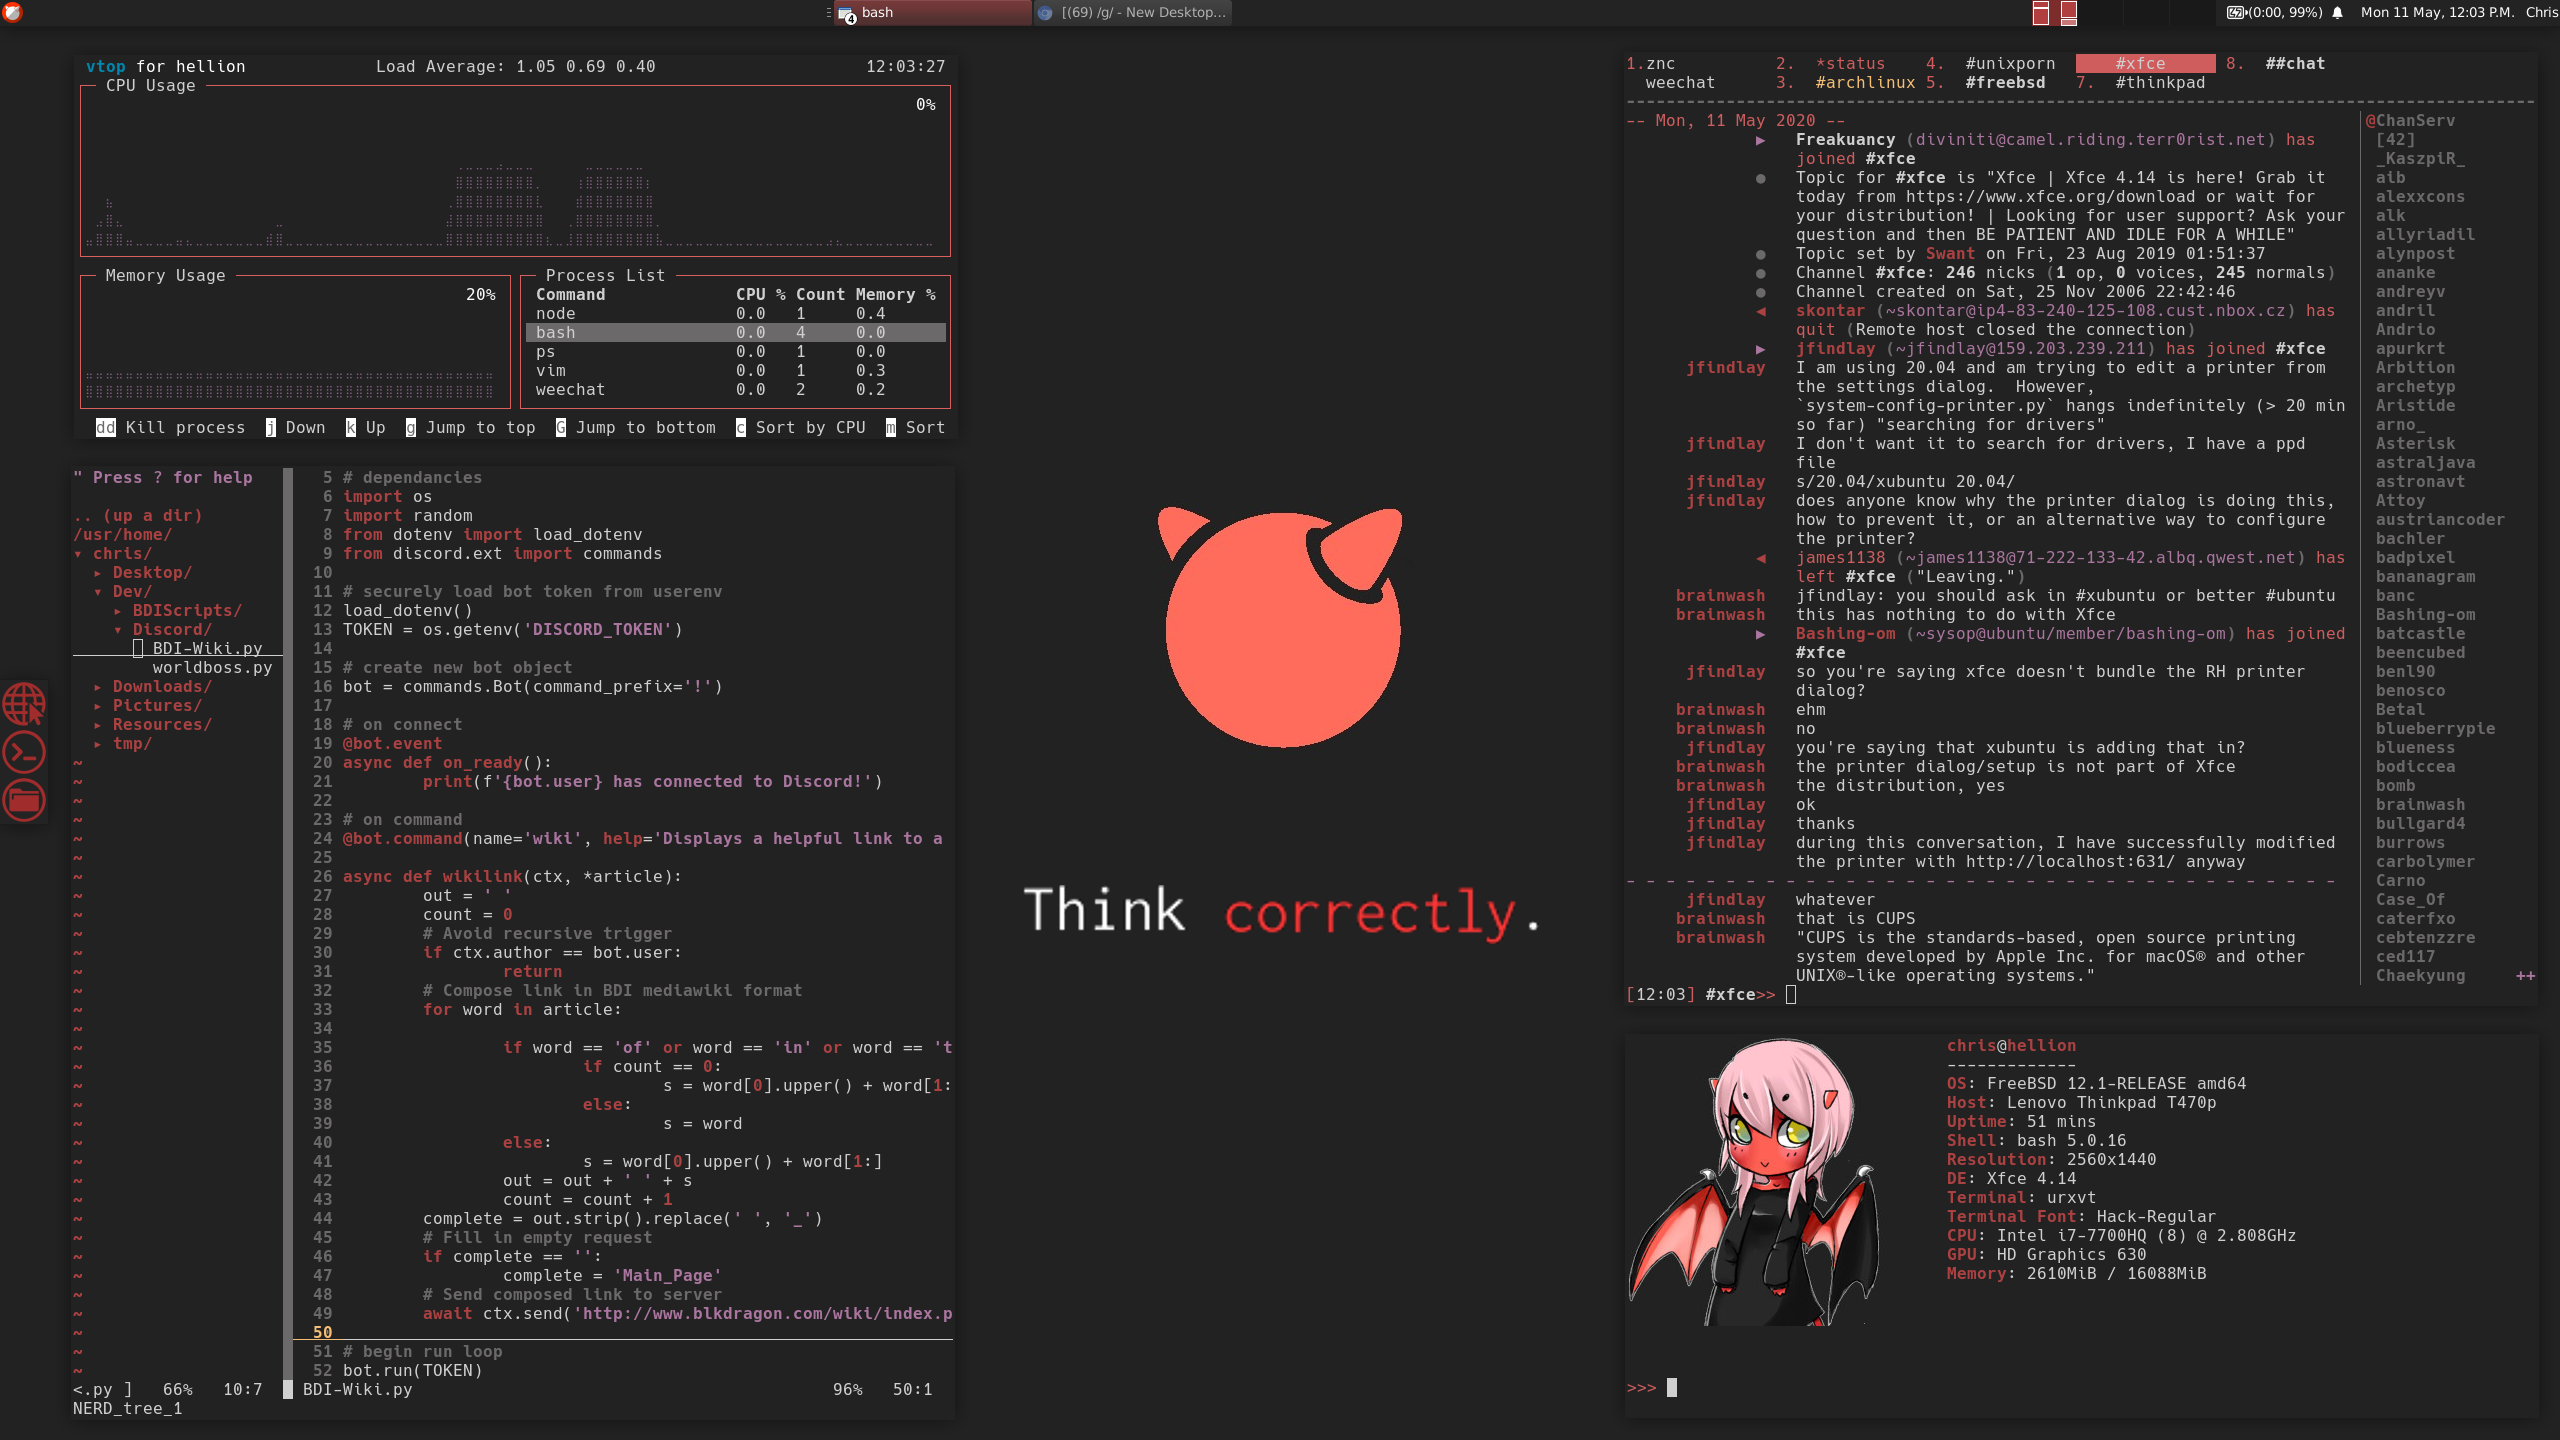 bash
[(69) /g/ - New Desktop...
(0:00, 99%)
Mon 11 May, 12:03 P.M.
Chris
4
vtop for hellion Load Average: 1.05 0.69 0.40 12:03:27
CPU Usage
0%
Memory Usage
20%
Process List
Command CPU % Count Memory %
node 0.0 1 0.4
bash 0.0 4 0.0
ps 0.0 1 0.0
vim 0.0 1 0.3
weechat 0.0 2 0.2
dd Kill process j Down k Up g Jump to top G Jump to bottom c Sort by CPU m Sort
" Press ? for help
.. (up a dir)
/usr/home/
▾ chris/
▸ Desktop/
▾ Dev/
▸ BDIScripts/
▾ Discord/
BDI-Wiki.py
worldboss.py
▸ Downloads/
▸ Pictures/
▸ Resources/
▸ tmp/
<.py ] 66% 10:7
NERD_tree_1
5 # dependancies
6 import os
7 import random
8 from dotenv import load_dotenv
9 from discord.ext import commands
10
11 # securely load bot token from userenv
12 load_dotenv()
13 TOKEN = os.getenv('DISCORD_TOKEN')
14
15 # create new bot object
16 bot = commands.Bot(command_prefix='!')
17
18 # on connect
19 @bot.event
20 async def on_ready():
21 print(f'{bot.user} has connected to Discord!')
22
23 # on command
24 @bot.command(name='wiki', help='Displays a helpful link to a
25
26 async def wikilink(ctx, *article):
27 out = ' '
28 count = 0
29 # Avoid recursive trigger
30 if ctx.author == bot.user:
31 return
32 # Compose link in BDI mediawiki format
33 for word in article:
34
35 if word == 'of' or word == 'in' or word == 't
36 if count == 0:
37 s = word[0].upper() + word[1:
38 else:
39 s = word
40 else:
41 s = word[0].upper() + word[1:]
42 out = out + ' ' + s
43 count = count + 1
44 complete = out.strip().replace(' ', '_')
45 # Fill in empty request
46 if complete == '':
47 complete = 'Main_Page'
48 # Send composed link to server
49 await ctx.send('http://www.blkdragon.com/wiki/index.p
50
51 # begin run loop
52 bot.run(TOKEN)
BDI-Wiki.py 96% 50:1
Think correctly.
1.znc 2. *status 4. #unixporn #xfce 8. ##chat
weechat 3. #archlinux 5. #freebsd 7. #thinkpad
-- Mon, 11 May 2020 --
▶ Freakuancy (diviniti@camel.riding.terr0rist.net) has
joined #xfce
● Topic for #xfce is "Xfce | Xfce 4.14 is here! Grab it
today from https://www.xfce.org/download or wait for
your distribution! | Looking for user support? Ask your
question and then BE PATIENT AND IDLE FOR A WHILE"
● Topic set by Swant on Fri, 23 Aug 2019 01:51:37
● Channel #xfce: 246 nicks (1 op, 0 voices, 245 normals)
● Channel created on Sat, 25 Nov 2006 22:42:46
◀ skontar (~skontar@ip4-83-240-125-108.cust.nbox.cz) has
quit (Remote host closed the connection)
▶ jfindlay (~jfindlay@159.203.239.211) has joined #xfce
jfindlay I am using 20.04 and am trying to edit a printer from
the settings dialog. However,
`system-config-printer.py` hangs indefinitely (> 20 min
so far) "searching for drivers"
jfindlay I don't want it to search for drivers, I have a ppd
file
jfindlay s/20.04/xubuntu 20.04/
jfindlay does anyone know why the printer dialog is doing this,
how to prevent it, or an alternative way to configure
the printer?
◀ james1138 (~james1138@71-222-133-42.albq.qwest.net) has
left #xfce ("Leaving.")
brainwash jfindlay: you should ask in #xubuntu or better #ubuntu
brainwash this has nothing to do with Xfce
▶ Bashing-om (~sysop@ubuntu/member/bashing-om) has joined
#xfce
jfindlay so you're saying xfce doesn't bundle the RH printer
dialog?
brainwash ehm
brainwash no
jfindlay you're saying that xubuntu is adding that in?
brainwash the printer dialog/setup is not part of Xfce
brainwash the distribution, yes
jfindlay ok
jfindlay thanks
jfindlay during this conversation, I have successfully modified
the printer with http://localhost:631/ anyway
jfindlay whatever
brainwash that is CUPS
brainwash "CUPS is the standards-based, open source printing
system developed by Apple Inc. for macOS® and other
UNIX®-like operating systems."
[12:03] #xfce>>
@ChanServ
[42]
_KaszpiR_
aib
alexxcons
alk
allyriadil
alynpost
ananke
andreyv
andril
Andrio
apurkrt
Arbition
archetyp
Aristide
arno_
Asterisk
astraljava
astronavt
Attoy
austriancoder
bachler
badpixel
bananagram
banc
Bashing-om
batcastle
beencubed
benl90
benosco
Betal
blueberrypie
blueness
bodiccea
bomb
brainwash
bullgard4
burrows
carbolymer
Carno
Case_Of
caterfxo
cebtenzzre
ced117
Chaekyung ++
chris@hellion
-------------
OS: FreeBSD 12.1-RELEASE amd64
Host: Lenovo Thinkpad T470p
Uptime: 51 mins
Shell: bash 5.0.16
Resolution: 2560x1440
DE: Xfce 4.14
Terminal: urxvt
Terminal Font: Hack-Regular
CPU: Intel i7-7700HQ (8) @ 2.808GHz
GPU: HD Graphics 630
Memory: 2610MiB / 16088MiB
>>>